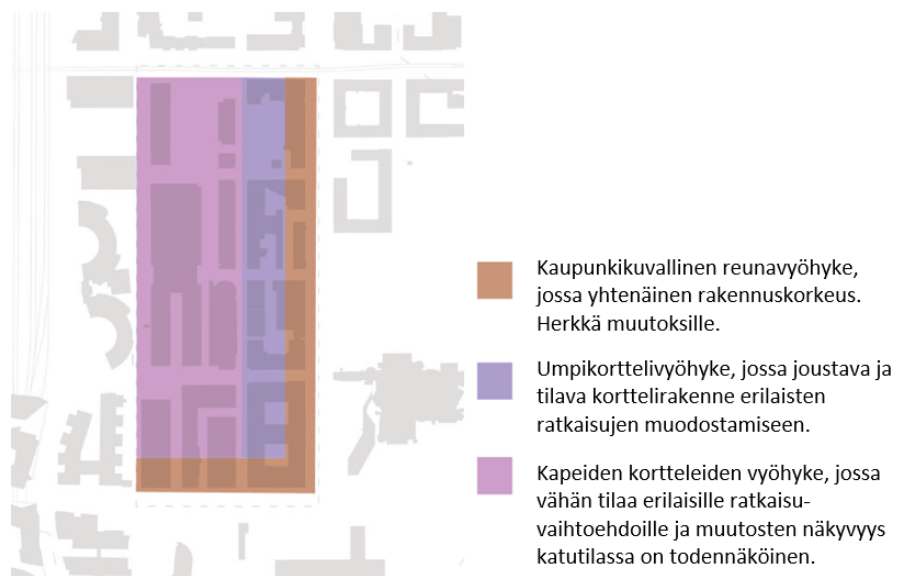 Kaupunkikuvallinen reunavyöhyke,
jossa yhtenäinen rakennuskorkeus.
Herkkä muutoksille.
Umpikorttelivyöhyke, jossa joustava ja
tilava korttelirakenne erilaisten
ratkaisujen muodostamiseen.
Kapeiden kortteleiden vyöhyke, jossa
vähän tilaa erilaisille ratkaisu-
vaihtoehdoille ja muutosten näkyvyys
katutilassa on todennäköinen.